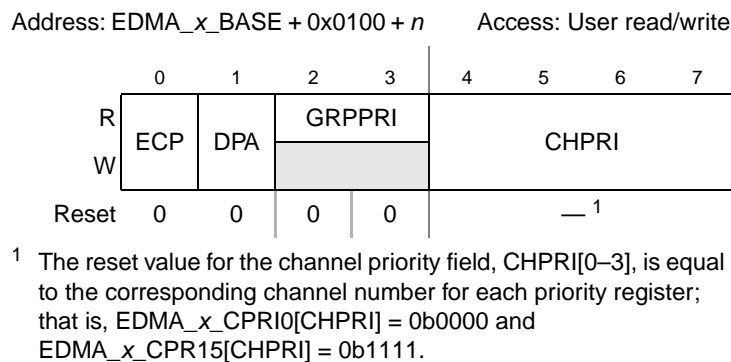 Address: EDMA_x_BASE + 0x0100 + n Access: User read/write
0 1 2 3 4 5 6 7
R ECP DPA GRPPRI CHPRI
W
Reset 0 0 0 0 — 1
1 The reset value for the channel priority field, CHPRI[0–3], is equal
to the corresponding channel number for each priority register;
that is, EDMA_x_CPRI0[CHPRI] = 0b0000 and
EDMA_x_CPR15[CHPRI] = 0b1111.